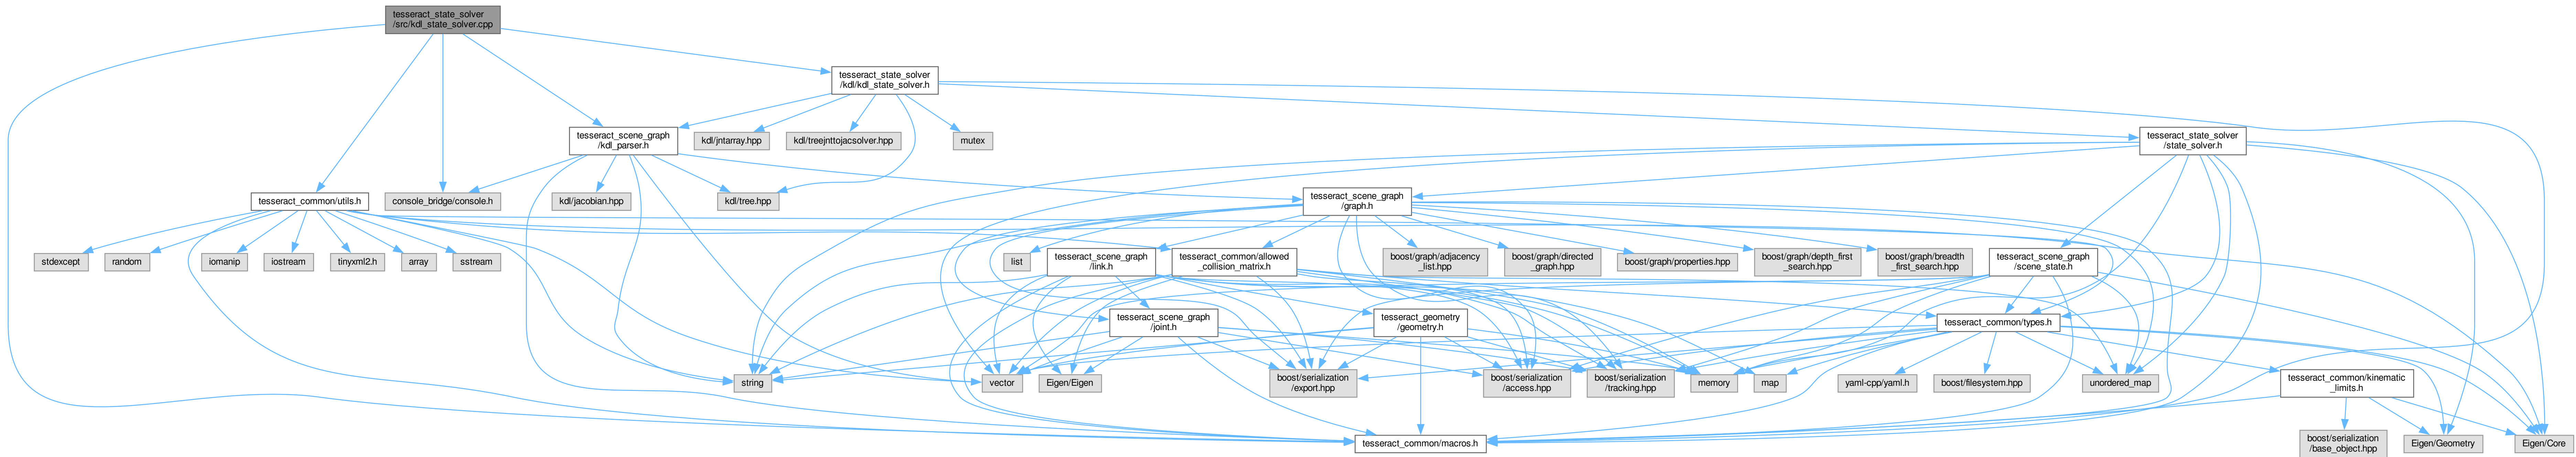 tesseract_state_solver
/src/kdl_state_solver.cpp
tesseract_state_solver
/kdl/kdl_state_solver.h
tesseract_scene_graph
/kdl_parser.h
kdl/jntarray.hpp
kdl/treejnttojacsolver.hpp
mutex
tesseract_state_solver
/state_solver.h
tesseract_common/utils.h
console_bridge/console.h
kdl/jacobian.hpp
kdl/tree.hpp
tesseract_scene_graph
/graph.h
stdexcept
random
iomanip
iostream
tinyxml2.h
array
sstream
list
tesseract_scene_graph
/link.h
tesseract_common/allowed
_collision_matrix.h
boost/graph/adjacency
_list.hpp
boost/graph/directed
_graph.hpp
boost/graph/properties.hpp
boost/graph/depth_first
_search.hpp
boost/graph/breadth
_first_search.hpp
tesseract_scene_graph
/scene_state.h
tesseract_scene_graph
/joint.h
tesseract_geometry
/geometry.h
tesseract_common/types.h
string
vector
Eigen/Eigen
boost/serialization
/export.hpp
boost/serialization
/access.hpp
boost/serialization
/tracking.hpp
memory
map
yaml-cpp/yaml.h
boost/filesystem.hpp
unordered_map
tesseract_common/kinematic
_limits.h
tesseract_common/macros.h
boost/serialization
/base_object.hpp
Eigen/Geometry
Eigen/Core